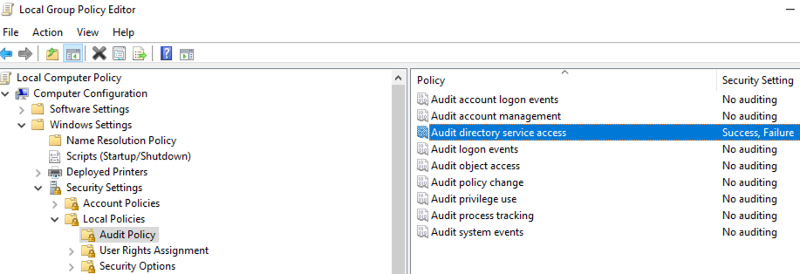 Local Group Policy Editor
File Action View Help
Local Computer Policy
Computer Configuration
Software Settings
Windows Settings
Name Resolution Policy
Scripts (Startup/Shutdown)
Deployed Printers
Security Settings
Account Policies
Local Policies
Audit Policy
User Rights Assignment
Security Options
Policy Security Setting
Audit account logon events No auditing
Audit account management No auditing
Audit directory service access Success, Failure
Audit logon events No auditing
Audit object access No auditing
Audit policy change No auditing
Audit privilege use No auditing
Audit process tracking No auditing
Audit system events No auditing